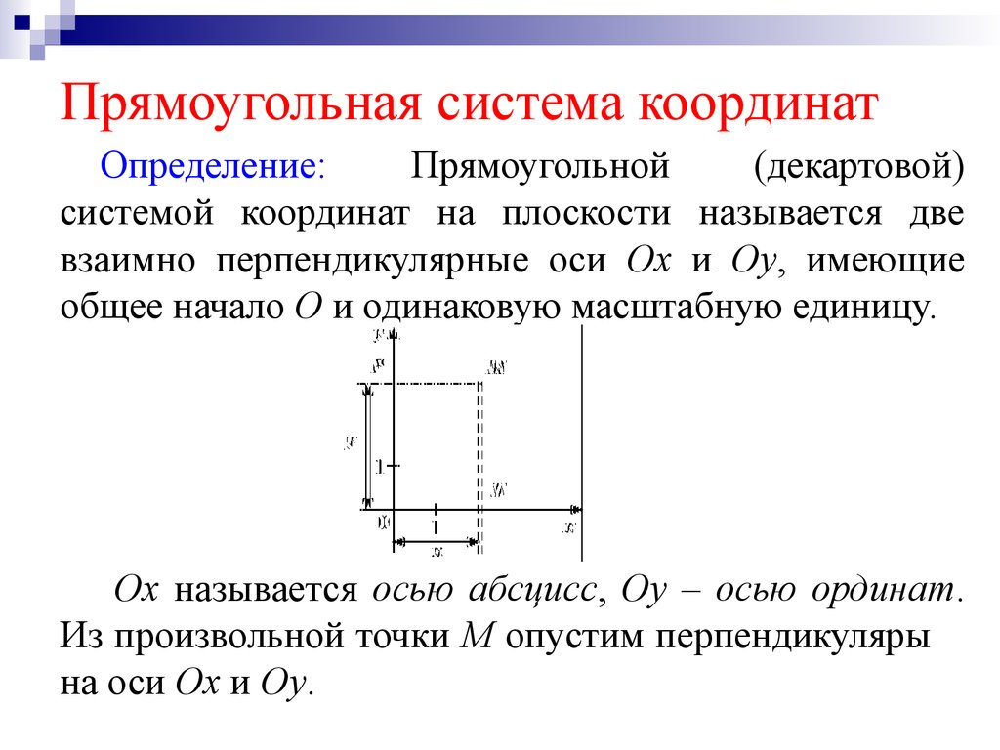 Прямоугольная система координат
Определение: Прямоугольной (декартовой)
системой координат на плоскости называется две
взаимно перпендикулярные оси Ox и Oy, имеющие
общее начало O и одинаковую масштабную единицу.
y
P M
y
1
N
O 1 x
x
Ox называется осью абсцисс, Oy – осью ординат.
Из произвольной точки M опустим перпендикуляры
на оси Ox и Oy.